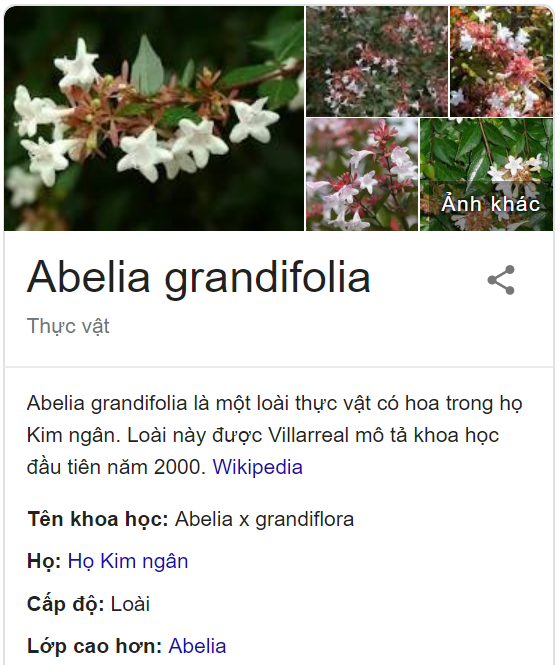 Ảnh khác
Abelia grandifolia
Thực vật
Abelia grandifolia là một loài thực vật có hoa trong họ
Kim ngân. Loài này được Villarreal mô tả khoa học
đầu tiên năm 2000. Wikipedia
Tên khoa học: Abelia x grandiflora
Họ: Họ Kim ngân
Cấp độ: Loài
Lớp cao hơn: Abelia